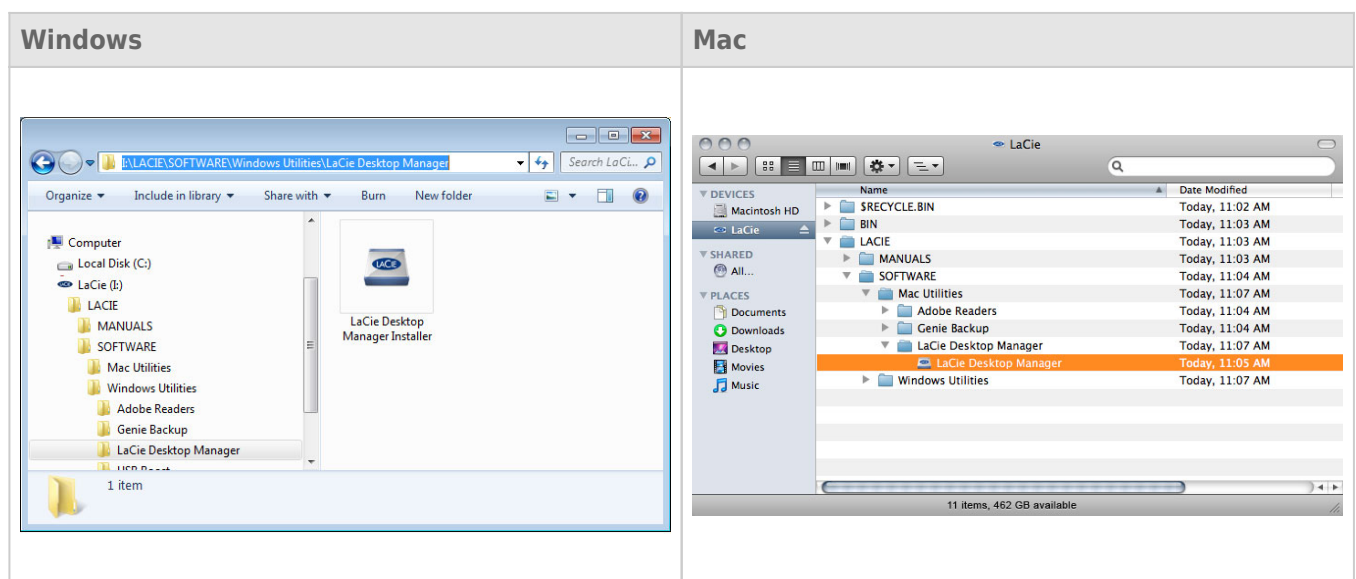 Windows
Mac
I:\LACIE\SOFTWARE\Windows Utilities\LaCie Desktop Manager
Search LaCi...
Organize
Include in library
Share with
Burn
New folder
Computer
Local Disk (C:)
LaCie (I:)
LACIE
MANUALS
SOFTWARE
Mac Utilities
Windows Utilities
Adobe Readers
Genie Backup
LaCie Desktop Manager
LACIE
LaCie Desktop
Manager Installer
1 item
LaCie
Name
Date Modified
DEVICES
Macintosh HD
LaCie
SHARED
All...
PLACES
Documents
Downloads
Desktop
Movies
Music
$RECYCLE.BIN Today, 11:02 AM
BIN Today, 11:03 AM
LACIE Today, 11:03 AM
MANUALS Today, 11:03 AM
SOFTWARE Today, 11:04 AM
Mac Utilities Today, 11:07 AM
Adobe Readers Today, 11:04 AM
Genie Backup Today, 11:04 AM
LaCie Desktop Manager Today, 11:07 AM
LaCie Desktop Manager Today, 11:05 AM
Windows Utilities Today, 11:07 AM
11 items, 462 GB available